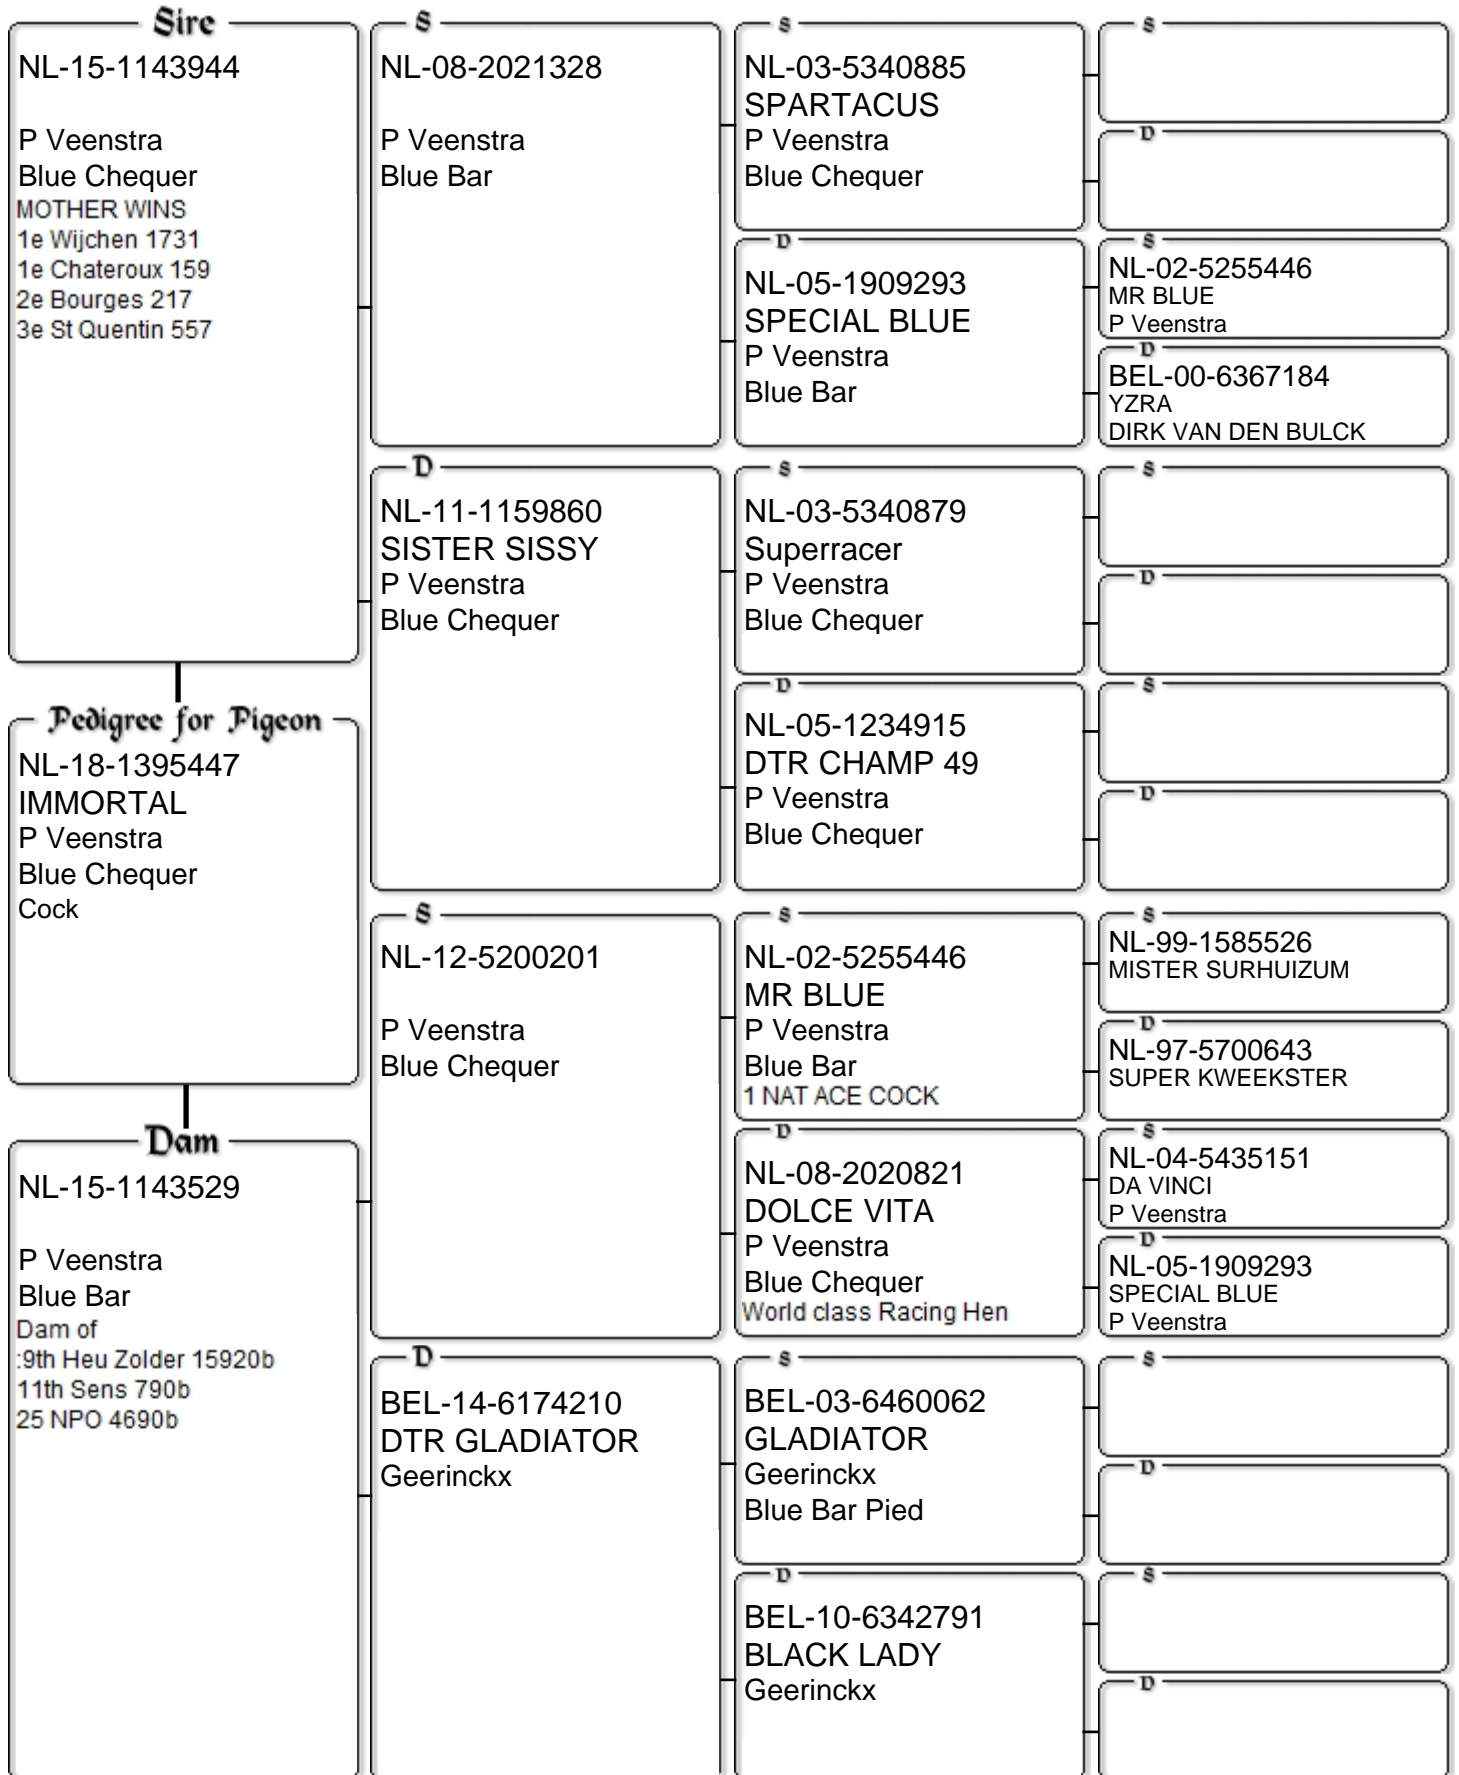 Sire
NL-15-1143944
P Veenstra
Blue Chequer
MOTHER WINS
1e Wijchen 1731
1e Chateroux 159
2e Bourges 217
3e St Quentin 557
Pedigree for Pigeon
NL-18-1395447
IMMORTAL
P Veenstra
Blue Chequer
Cock
Dam
NL-15-1143529
P Veenstra
Blue Bar
Dam of
:9th Heu Zolder 15920b
11th Sens 790b
25 NPO 4690b
S
NL-08-2021328
P Veenstra
Blue Bar
D
NL-11-1159860
SISTER SISSY
P Veenstra
Blue Chequer
S
NL-12-5200201
P Veenstra
Blue Chequer
D
BEL-14-6174210
DTR GLADIATOR
Geerinckx
S
NL-03-5340885
SPARTACUS
P Veenstra
Blue Chequer
D
NL-05-1909293
SPECIAL BLUE
P Veenstra
Blue Bar
S
NL-03-5340879
Superracer
P Veenstra
Blue Chequer
D
NL-05-1234915
DTR CHAMP 49
P Veenstra
Blue Chequer
S
NL-02-5255446
MR BLUE
P Veenstra
Blue Bar
1 NAT ACE COCK
D
NL-08-2020821
DOLCE VITA
P Veenstra
Blue Chequer
World class Racing Hen
S
BEL-03-6460062
GLADIATOR
Geerinckx
Blue Bar Pied
D
BEL-10-6342791
BLACK LADY
Geerinckx
S
D
S
NL-02-5255446
MR BLUE
P Veenstra
D
BEL-00-6367184
YZRA
DIRK VAN DEN BULCK
S
D
S
D
S
NL-99-1585526
MISTER SURHUIZUM
D
NL-97-5700643
SUPER KWEEKSTER
S
NL-04-5435151
DA VINCI
P Veenstra
D
NL-05-1909293
SPECIAL BLUE
P Veenstra
S
D
S
D